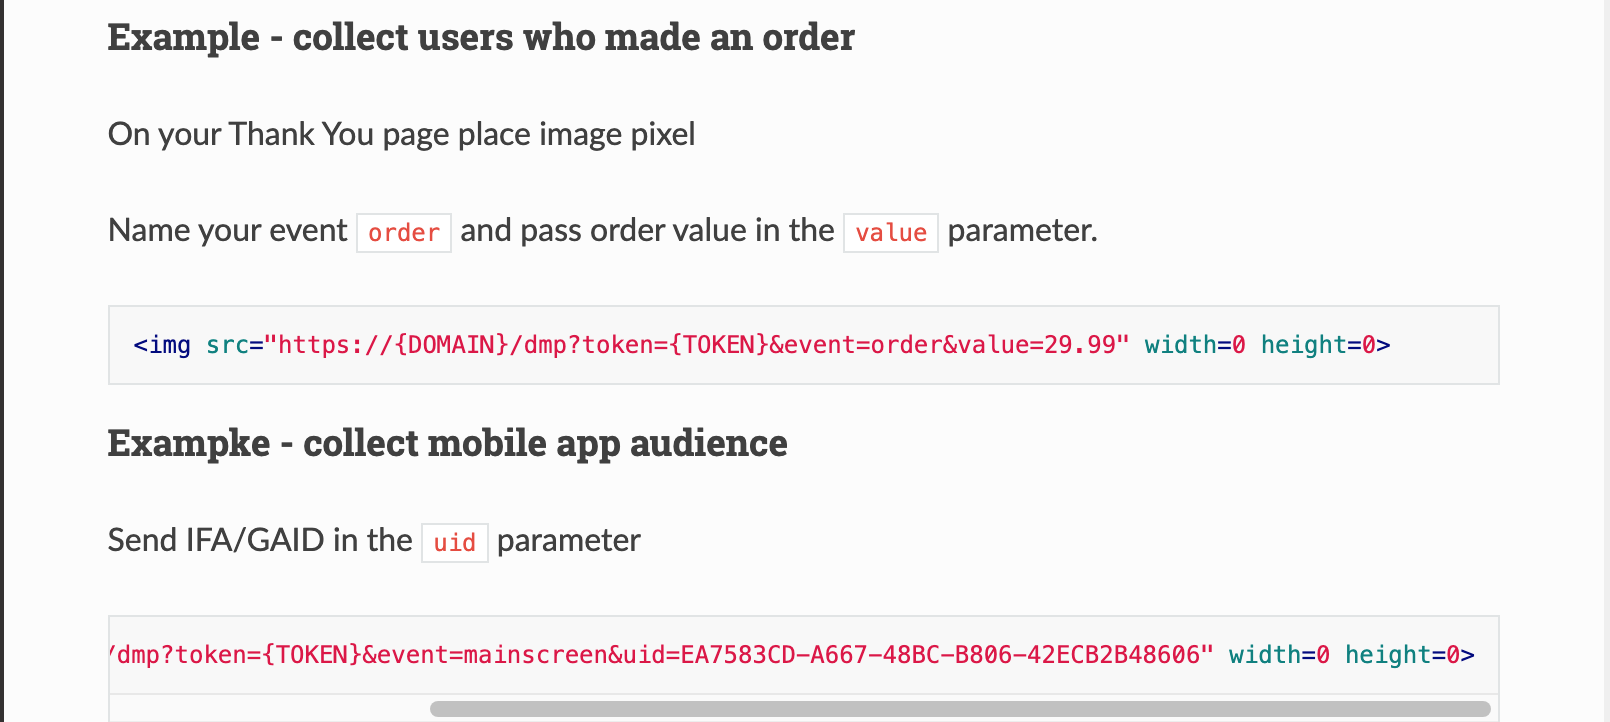 Example - collect users who made an order
On your Thank You page place image pixel
Name your event order and pass order value in the value parameter.
<img src="https://{DOMAIN}/dmp?token={TOKEN}&event=order&value=29.99" width=0 height=0>
Exampke - collect mobile app audience
Send IFA/GAID in the uid parameter
/dmp?token={TOKEN}&event=mainscreen&uid=EA7583CD-A667-48BC-B806-42ECB2B48606" width=0 height=0>